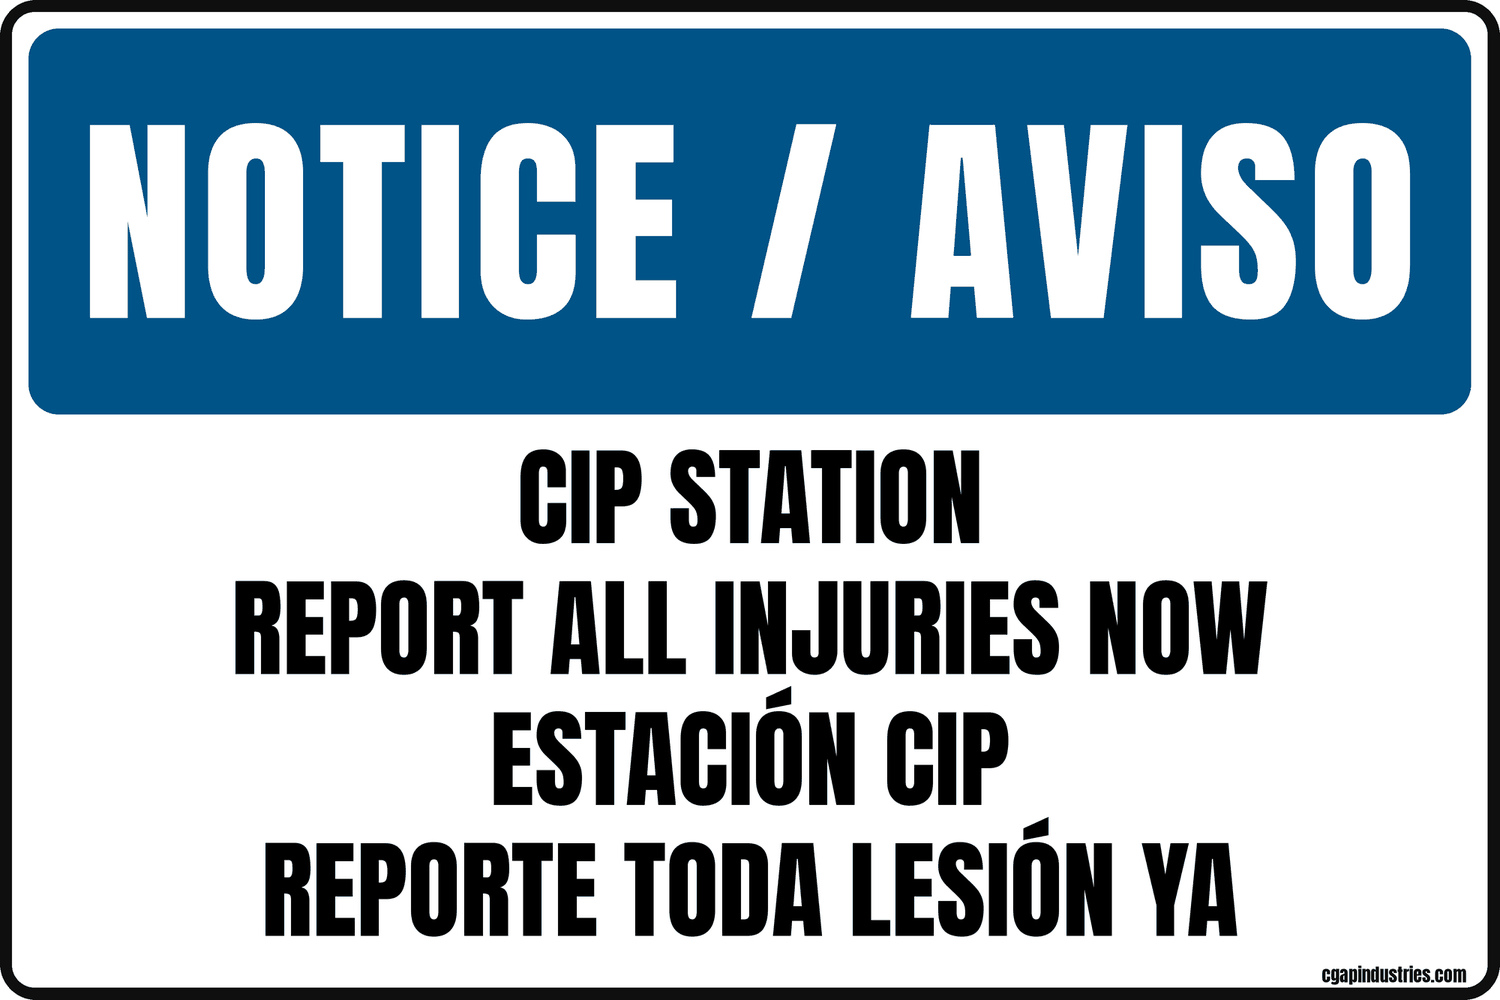 NOTICE / AVISO
CIP STATION
REPORT ALL INJURIES NOW
ESTACIÓN CIP
REPORTE TODA LESIÓN YA
cgapindustries.com